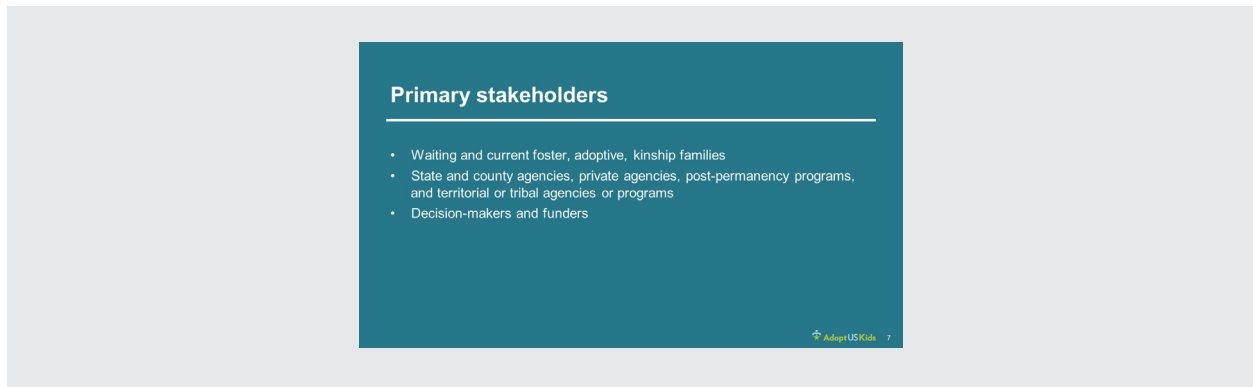 Primary stakeholders
• Waiting and current foster, adoptive, kinship families
• State and county agencies, private agencies, post-permanency programs,
and territorial or tribal agencies or programs
• Decision-makers and funders
AdoptUSKids 7